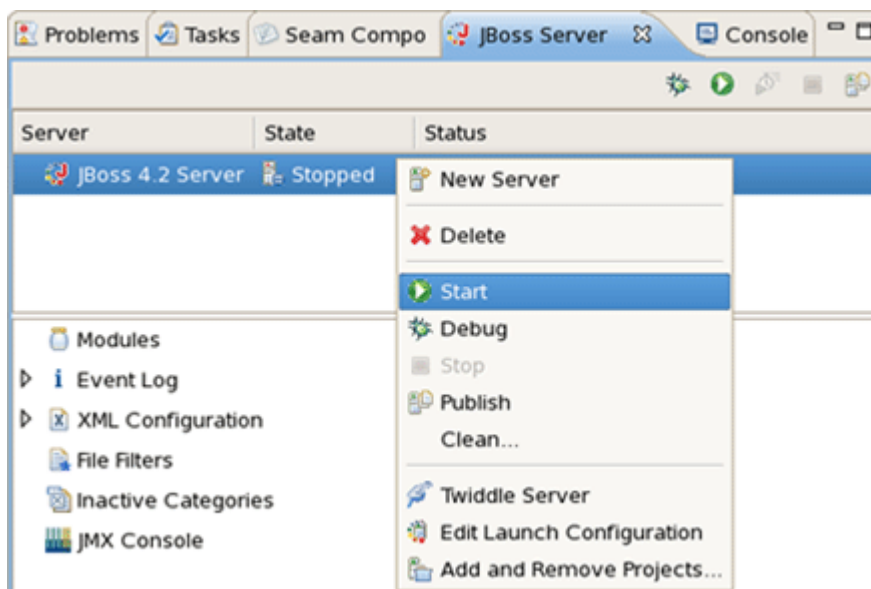 Problems Tasks Seam Compo JBoss Server Console
Server State Status
JBoss 4.2 Server Stopped
New Server
Delete
Start
Debug
Stop
Publish
Clean...
Twiddle Server
Edit Launch Configuration
Add and Remove Projects...
Modules
Event Log
XML Configuration
File Filters
Inactive Categories
JMX Console